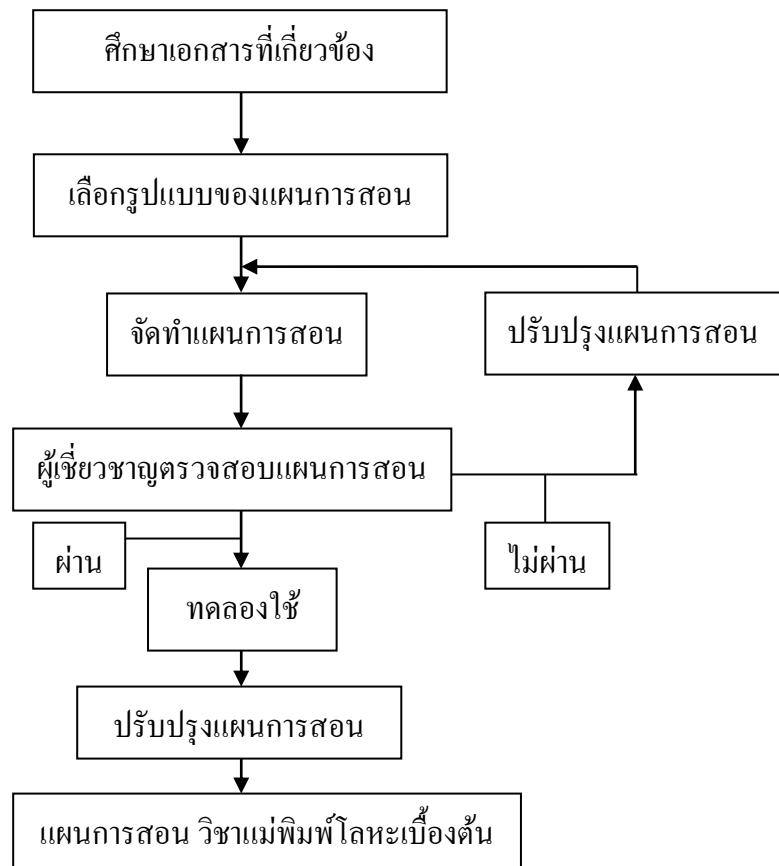 ศึกษาเอกสารที่เกี่ยวข้อง
เลือกรูปแบบของแผนการสอน
จัดทำแผนการสอน
ปรับปรุงแผนการสอน
ผู้เชี่ยวชาญตรวจสอบแผนการสอน
ผ่าน
ไม่ผ่าน
ทดลองใช้
ปรับปรุงแผนการสอน
แผนการสอน วิชาแม่พิมพ์โลหะเบื้องต้น